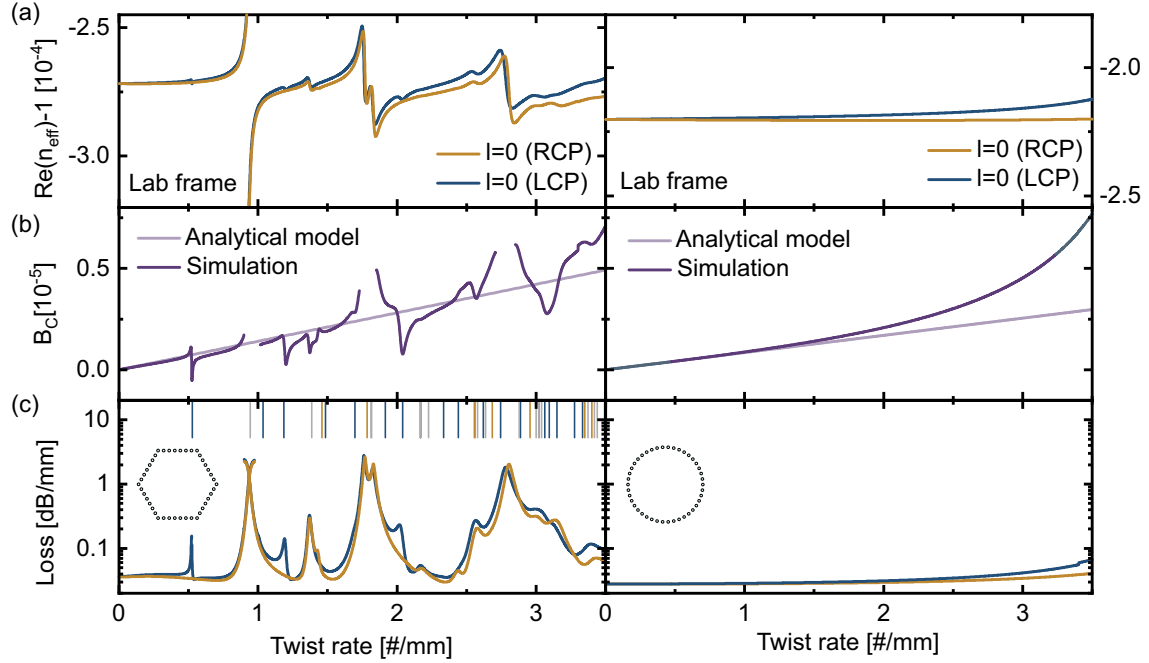 (a)
-2.5
-3.0
Re(n_eff)-1 [10^-4]
l=0 (RCP)
l=0 (LCP)
Lab frame
-2.0
-2.5
l=0 (RCP)
l=0 (LCP)
Lab frame
(b)
0.5
0.0
B_C[10^-5]
Analytical model
Simulation
Analytical model
Simulation
(c)
10
1
0.1
Loss [dB/mm]
0 1 2 3
Twist rate [#/mm]
0 1 2 3
Twist rate [#/mm]